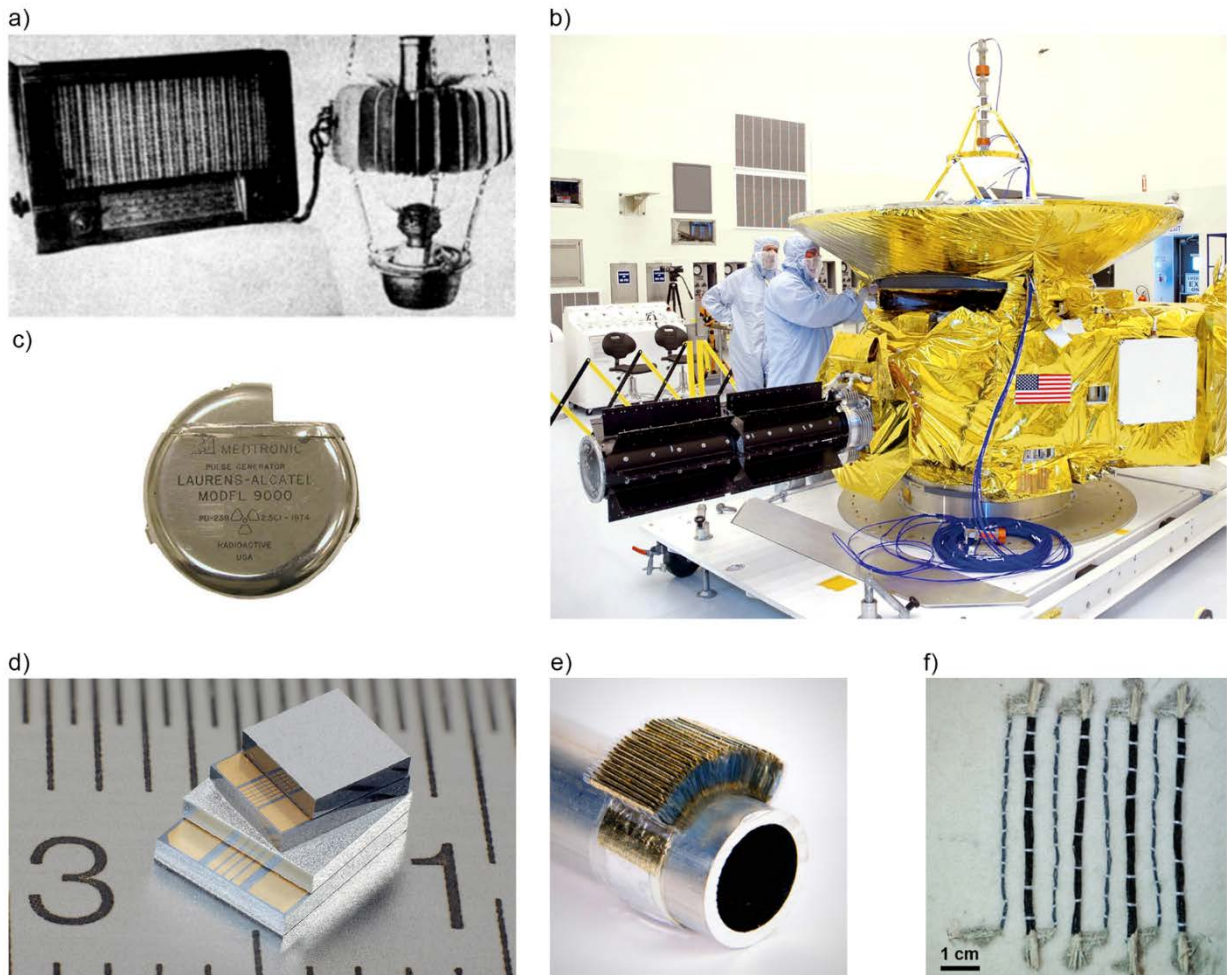 a)
b)
c)
MEDTRONIC
PULSE GENERATOR
LAURENS-ALCATEL
MODEL 9000
PU-238 2.5CI - 1974
RADIOACTIVE
USA
d)
3 1
e)
f)
1 cm